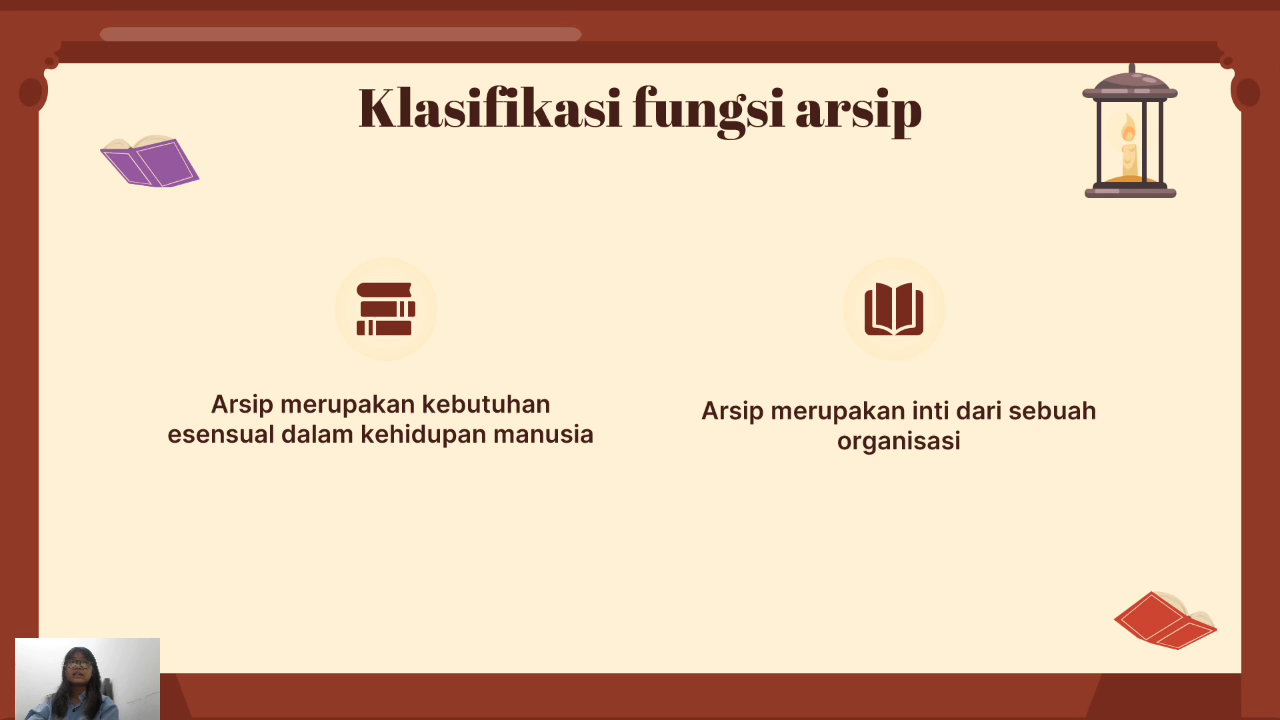 Klasifikasi fungsi arsip
Arsip merupakan kebutuhan
esensual dalam kehidupan manusia
Arsip merupakan inti dari sebuah
organisasi